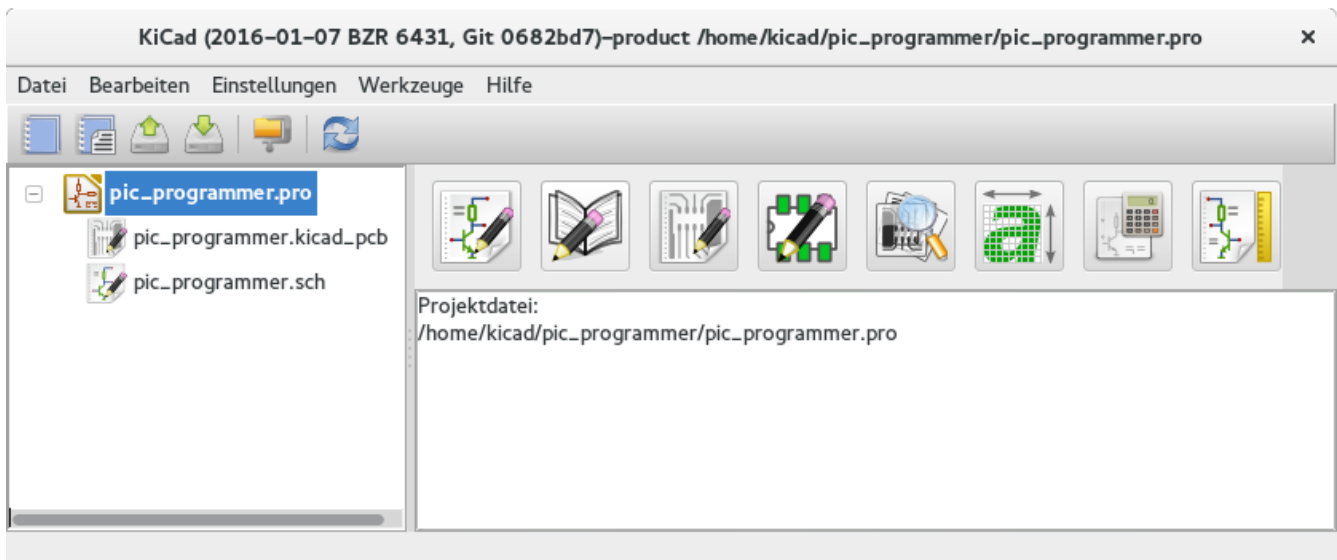 KiCad (2016-01-07 BZR 6431, Git 0682bd7)-product /home/kicad/pic_programmer/pic_programmer.pro
Datei Bearbeiten Einstellungen Werkzeuge Hilfe
pic_programmer.pro
pic_programmer.kicad_pcb
pic_programmer.sch
Projektdatei:
/home/kicad/pic_programmer/pic_programmer.pro